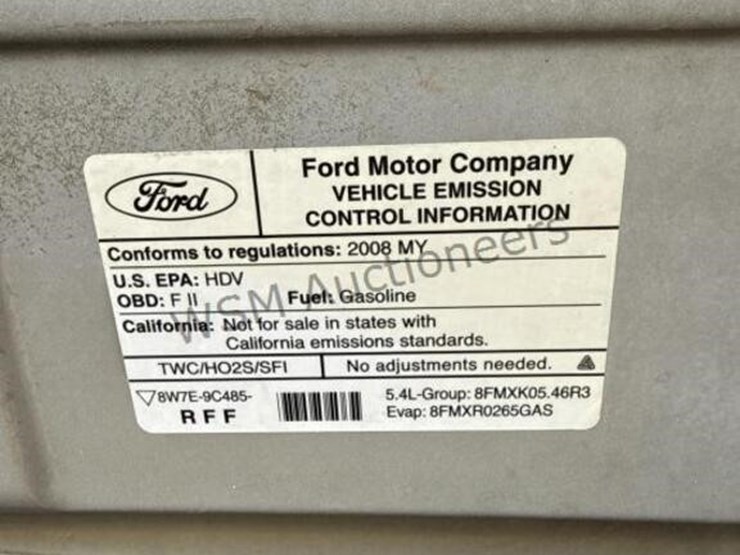 Ford
Ford Motor Company
VEHICLE EMISSION
CONTROL INFORMATION
Conforms to regulations: 2008 MY
U.S. EPA: HDV
OBD: F II Fuel: Gasoline
California: Not for sale in states with
California emissions standards.
TWC/HO2S/SFI No adjustments needed.
8W7E-9C485-
RFF
5.4L-Group: 8FMXK05.46R3
Evap: 8FMXR0265GAS
WSM Auctioneers